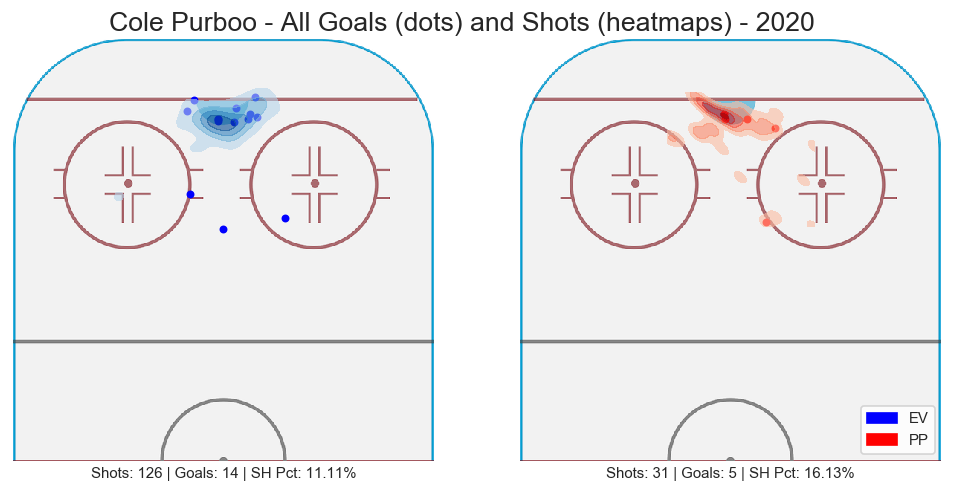 Cole Purboo - All Goals (dots) and Shots (heatmaps) - 2020
EV
PP
Shots: 126 | Goals: 14 | SH Pct: 11.11%
Shots: 31 | Goals: 5 | SH Pct: 16.13%